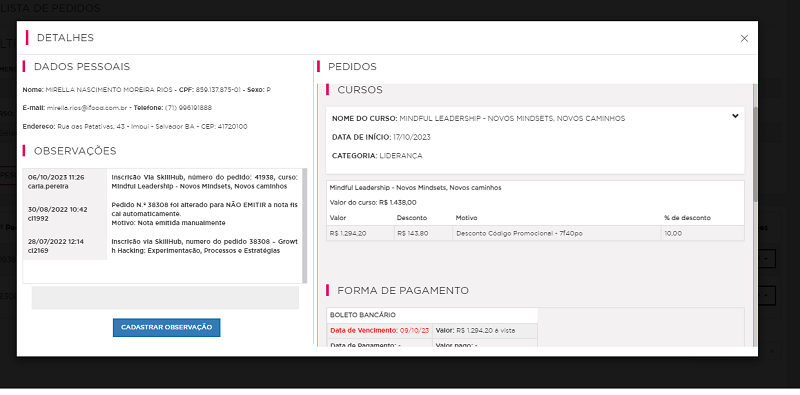 LISTA DE PEDIDOS
DETALHES
×
DADOS PESSOAIS
Nome: MIRELLA NASCIMENTO MOREIRA RIOS - CPF: 859.137.875-01 - Sexo: P
E-mail: mirella.rios@ifood.com.br - Telefone: (71) 996191888
Endereco: Rua das Patativas, 43 - Imbuí - Salvador BA - CEP: 41720100
OBSERVAÇÕES
06/10/2023 11:26
carla.pereira
Inscrição Via SkillHub, número do pedido: 41938, curso:
Mindful Leadership - Novos Mindsets, Novos caminhos
30/08/2022 10:42
cl1992
Pedido N.º 38308 foi alterado para NÃO EMITIR a nota fis
cal automaticamente.
Motivo: Nota emitida manualmente
28/07/2022 12:14
cl2169
Inscrição via SkillHub, numero do pedido 38308 – Growt
h Hacking: Experimentacão, Processos e Estratégias
CADASTRAR OBSERVAÇÃO
PEDIDOS
CURSOS
NOME DO CURSO: MINDFUL LEADERSHIP - NOVOS MINDSETS, NOVOS CAMINHOS
DATA DE INÍCIO: 17/10/2023
CATEGORIA: LIDERANÇA
Mindful Leadership - Novos Mindsets, Novos caminhos
Valor do curso: R$ 1.438,00
Valor Desconto Motivo % de desconto
R$ 1.294,20 R$ 143,80 Desconto Código Promocional - 7f40po 10,00
FORMA DE PAGAMENTO
BOLETO BANCÁRIO
Data de Vencimento: 09/10/23 Valor: R$ 1.294,20 à vista
Data de Pagamento: - Valor pago: -